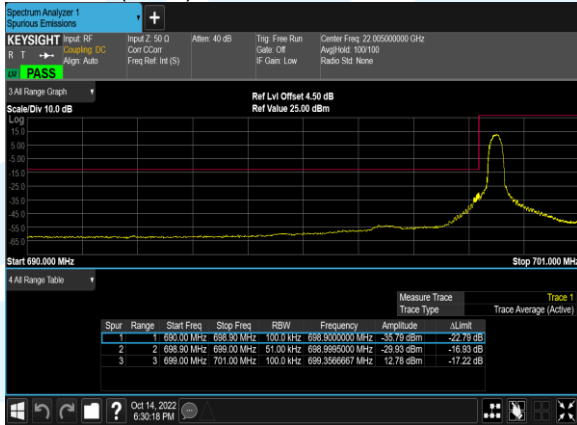 Spectrum Analyzer 1
Spurious Emissions
+
KEYSIGHT Input: RF Input Z: 50 Ω Atten: 40 dB Trig: Free Run Center Freq: 22.005000000 GHz
R T Coupling: DC Corr CCorr Gate: Off Avg|Hold: 100/100
Align: Auto Freq Ref: Int (S) IF Gain: Low Radio Std: None
PASS
3 All Range Graph
Ref Lvl Offset 4.50 dB
Scale/Div 10.0 dB Ref Value 25.00 dBm
Log
15.0
5.00
-5.00
-15.0
-25.0
-35.0
-45.0
-55.0
-65.0
Start 690.000 MHz Stop 701.000 MHz
4 All Range Table
Measure Trace Trace 1
Trace Type Trace Average (Active)
Spur Range Start Freq Stop Freq RBW Frequency Amplitude ΔLimit
1 1 690.00 MHz 698.90 MHz 100.0 kHz 698.9000000 MHz -35.79 dBm -22.79 dB
2 2 698.90 MHz 699.00 MHz 51.00 kHz 698.9995000 MHz -29.93 dBm -16.93 dB
3 3 699.00 MHz 701.00 MHz 100.0 kHz 699.3566667 MHz 12.78 dBm -17.22 dB
? Oct 14, 2022
6:30:18 PM